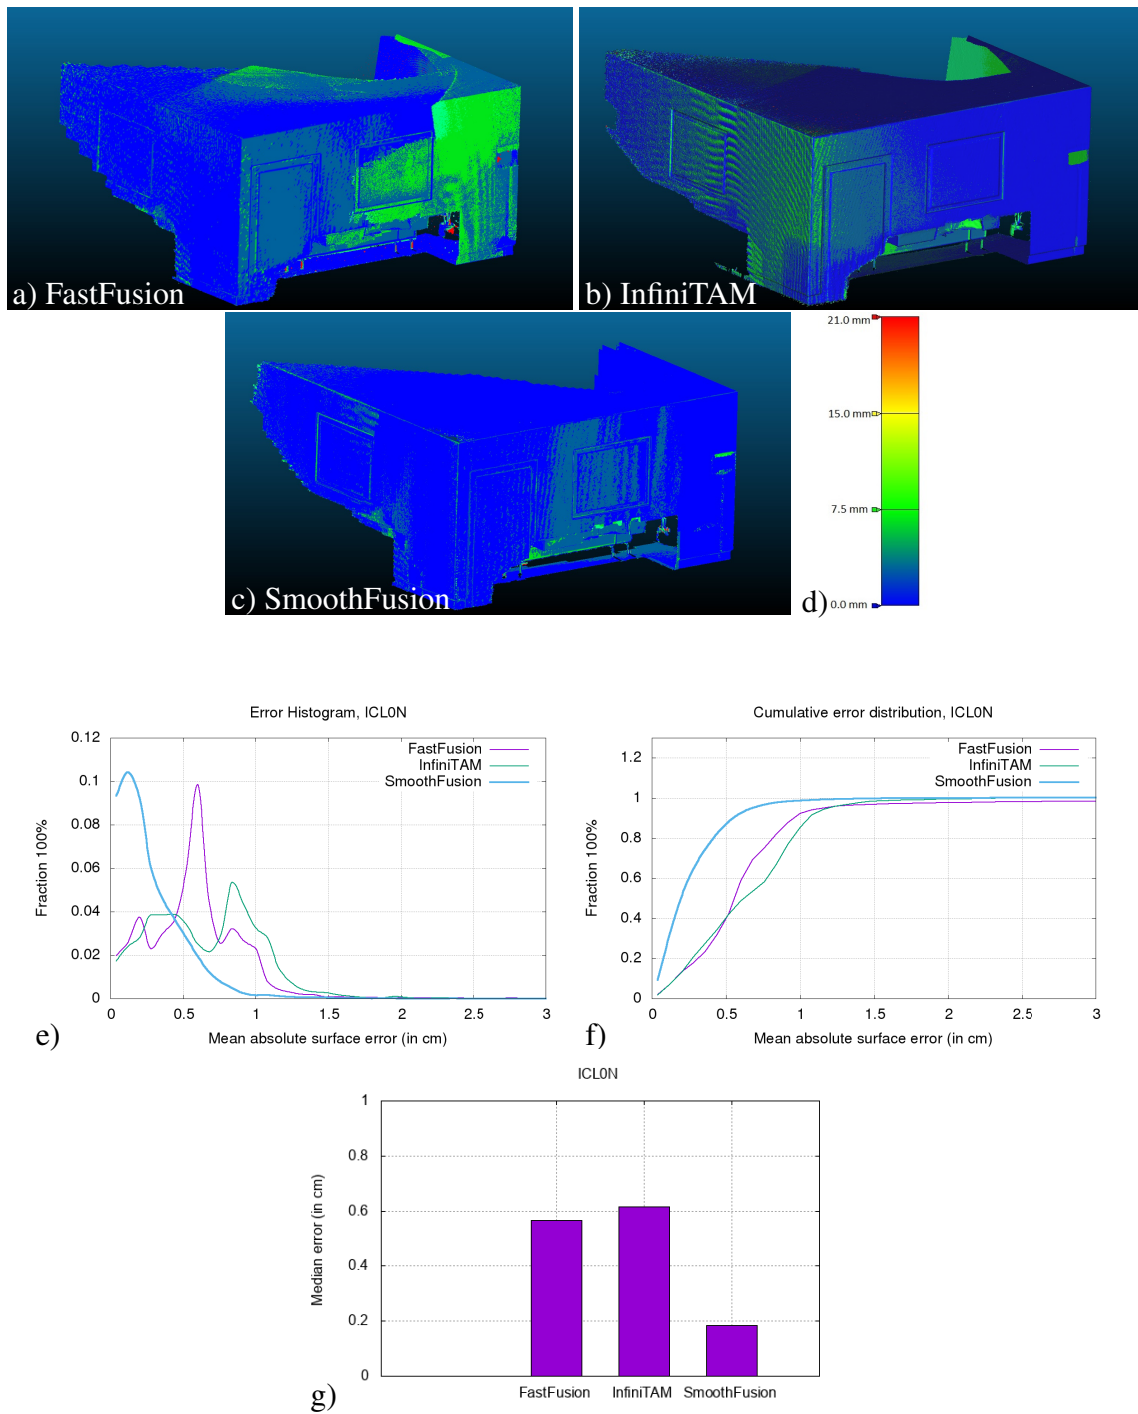 a) FastFusion
b) InfiniTAM
c) SmoothFusion
21.0 mm
15.0 mm
7.5 mm
0.0 mm
d)
Error Histogram, ICL0N
FastFusion
InfiniTAM
SmoothFusion
0.12
0.1
0.08
0.06
0.04
0.02
0
Fraction 100%
0 0.5 1 1.5 2 2.5 3
Mean absolute surface error (in cm)
e)
Cumulative error distribution, ICL0N
FastFusion
InfiniTAM
SmoothFusion
1.2
1
0.8
0.6
0.4
0.2
0
Fraction 100%
0 0.5 1 1.5 2 2.5 3
Mean absolute surface error (in cm)
f)
ICL0N
1
0.8
0.6
0.4
0.2
0
Median error (in cm)
FastFusion InfiniTAM SmoothFusion
g)